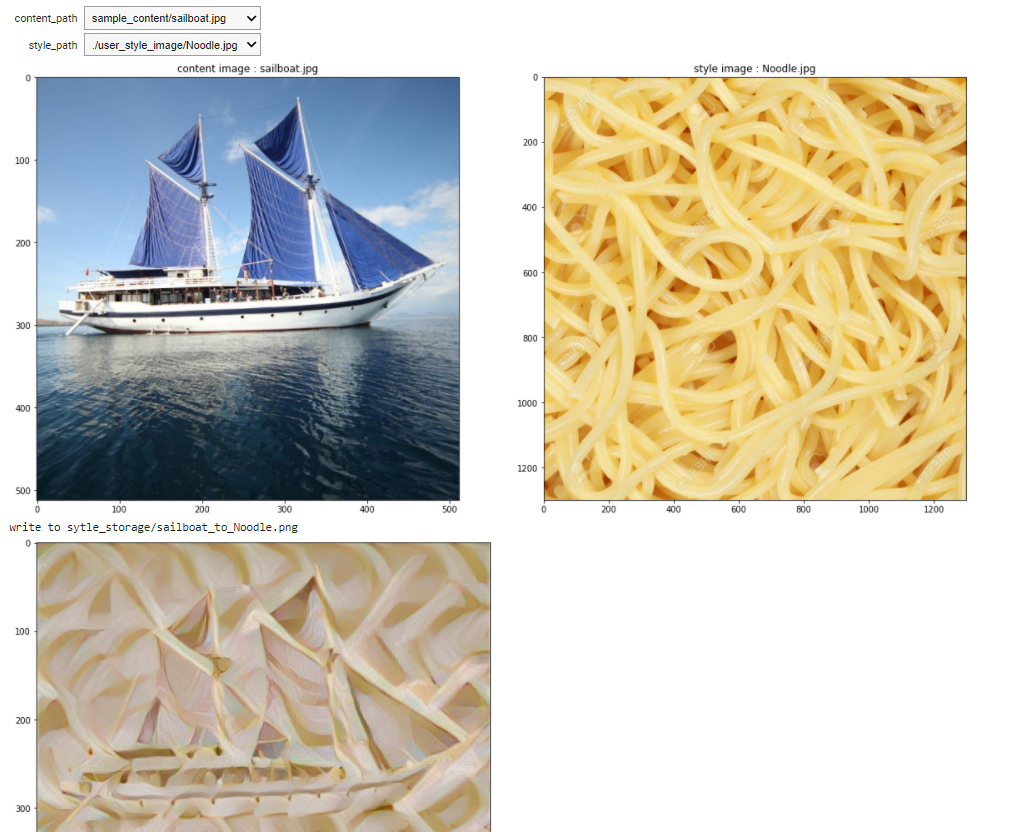 content_path sample_content/sailboat.jpg
style_path ./user_style_image/Noodle.jpg
content image : sailboat.jpg
style image : Noodle.jpg
0
100
200
300
400
500
0 100 200 300 400 500
0
200
400
600
800
1000
1200
0 200 400 600 800 1000 1200
write to sytle_storage/sailboat_to_Noodle.png
0
100
200
300